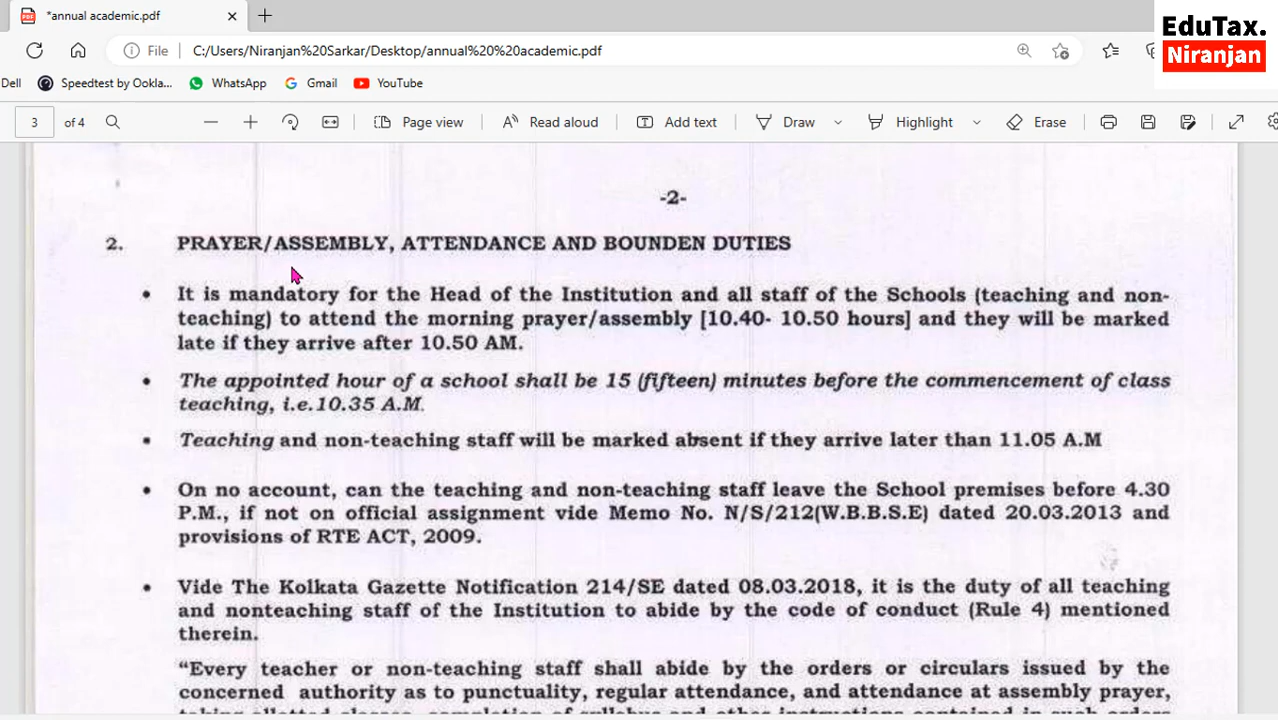 *annual academic.pdf
EduTax.
Niranjan
File C:/Users/Niranjan%20Sarkar/Desktop/annual%20%20academic.pdf
Dell Speedtest by Ookla... WhatsApp Gmail YouTube
3 of 4 Page view Read aloud Add text Draw Highlight Erase
-2-
2. PRAYER/ASSEMBLY, ATTENDANCE AND BOUNDEN DUTIES
• It is mandatory for the Head of the Institution and all staff of the Schools (teaching and non-
teaching) to attend the morning prayer/assembly [10.40- 10.50 hours] and they will be marked
late if they arrive after 10.50 AM.
• The appointed hour of a school shall be 15 (fifteen) minutes before the commencement of class
teaching, i.e.10.35 A.M.
• Teaching and non-teaching staff will be marked absent if they arrive later than 11.05 A.M
• On no account, can the teaching and non-teaching staff leave the School premises before 4.30
P.M., if not on official assignment vide Memo No. N/S/212(W.B.B.S.E) dated 20.03.2013 and
provisions of RTE ACT, 2009.
• Vide The Kolkata Gazette Notification 214/SE dated 08.03.2018, it is the duty of all teaching
and nonteaching staff of the Institution to abide by the code of conduct (Rule 4) mentioned
therein.
“Every teacher or non-teaching staff shall abide by the orders or circulars issued by the
concerned authority as to punctuality, regular attendance, and attendance at assembly prayer,